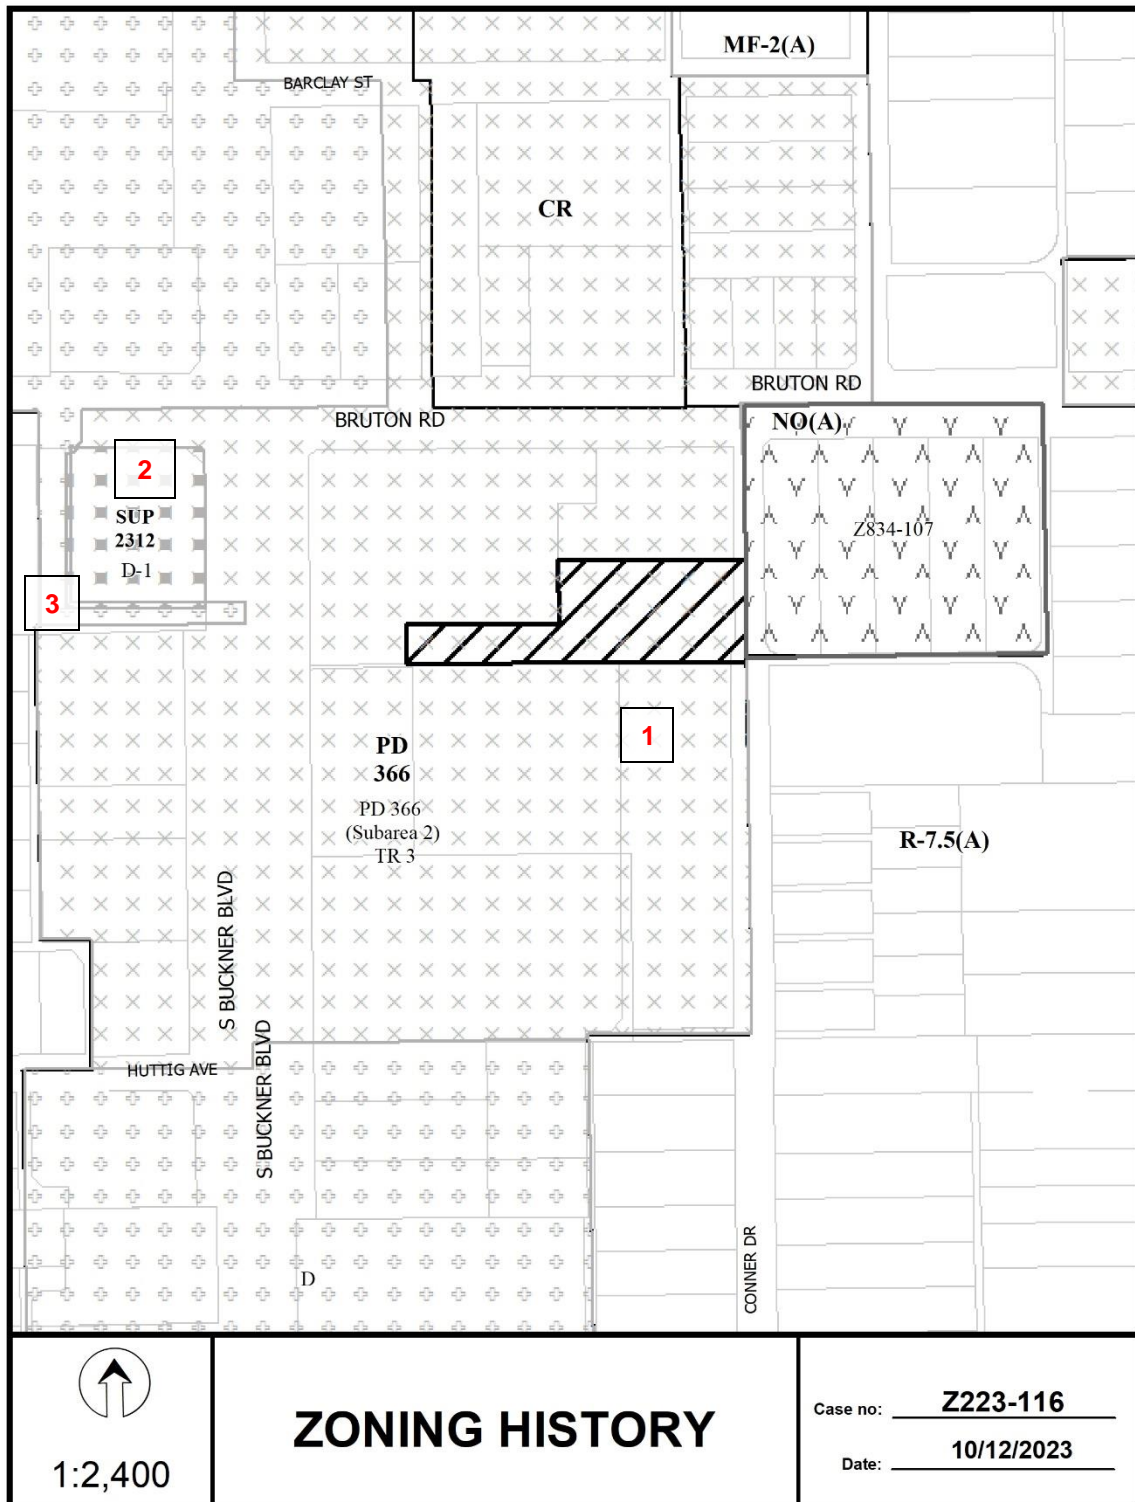 MF-2(A)
BARCLAY ST
CR
BRUTON RD
BRUTON RD
NO(A)
2
SUP
2312
D-1
Z834-107
3
1
PD
366
PD 366
(Subarea 2)
TR 3
R-7.5(A)
S BUCKNER BLVD
S BUCKNER BLVD
HUTTIG AVE
CONNER DR
D
1:2,400
ZONING HISTORY
Case no: Z223-116
Date: 10/12/2023